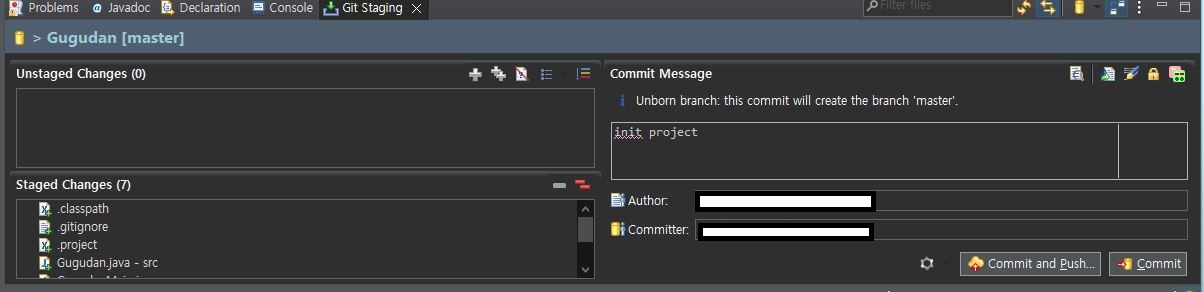 Problems Javadoc Declaration Console Git Staging
Filter files
> Gugudan [master]
Unstaged Changes (0)
Staged Changes (7)
.classpath
.gitignore
.project
Gugudan.java - src
Commit Message
Unborn branch: this commit will create the branch 'master'.
init project
Author:
Committer:
Commit and Push... Commit